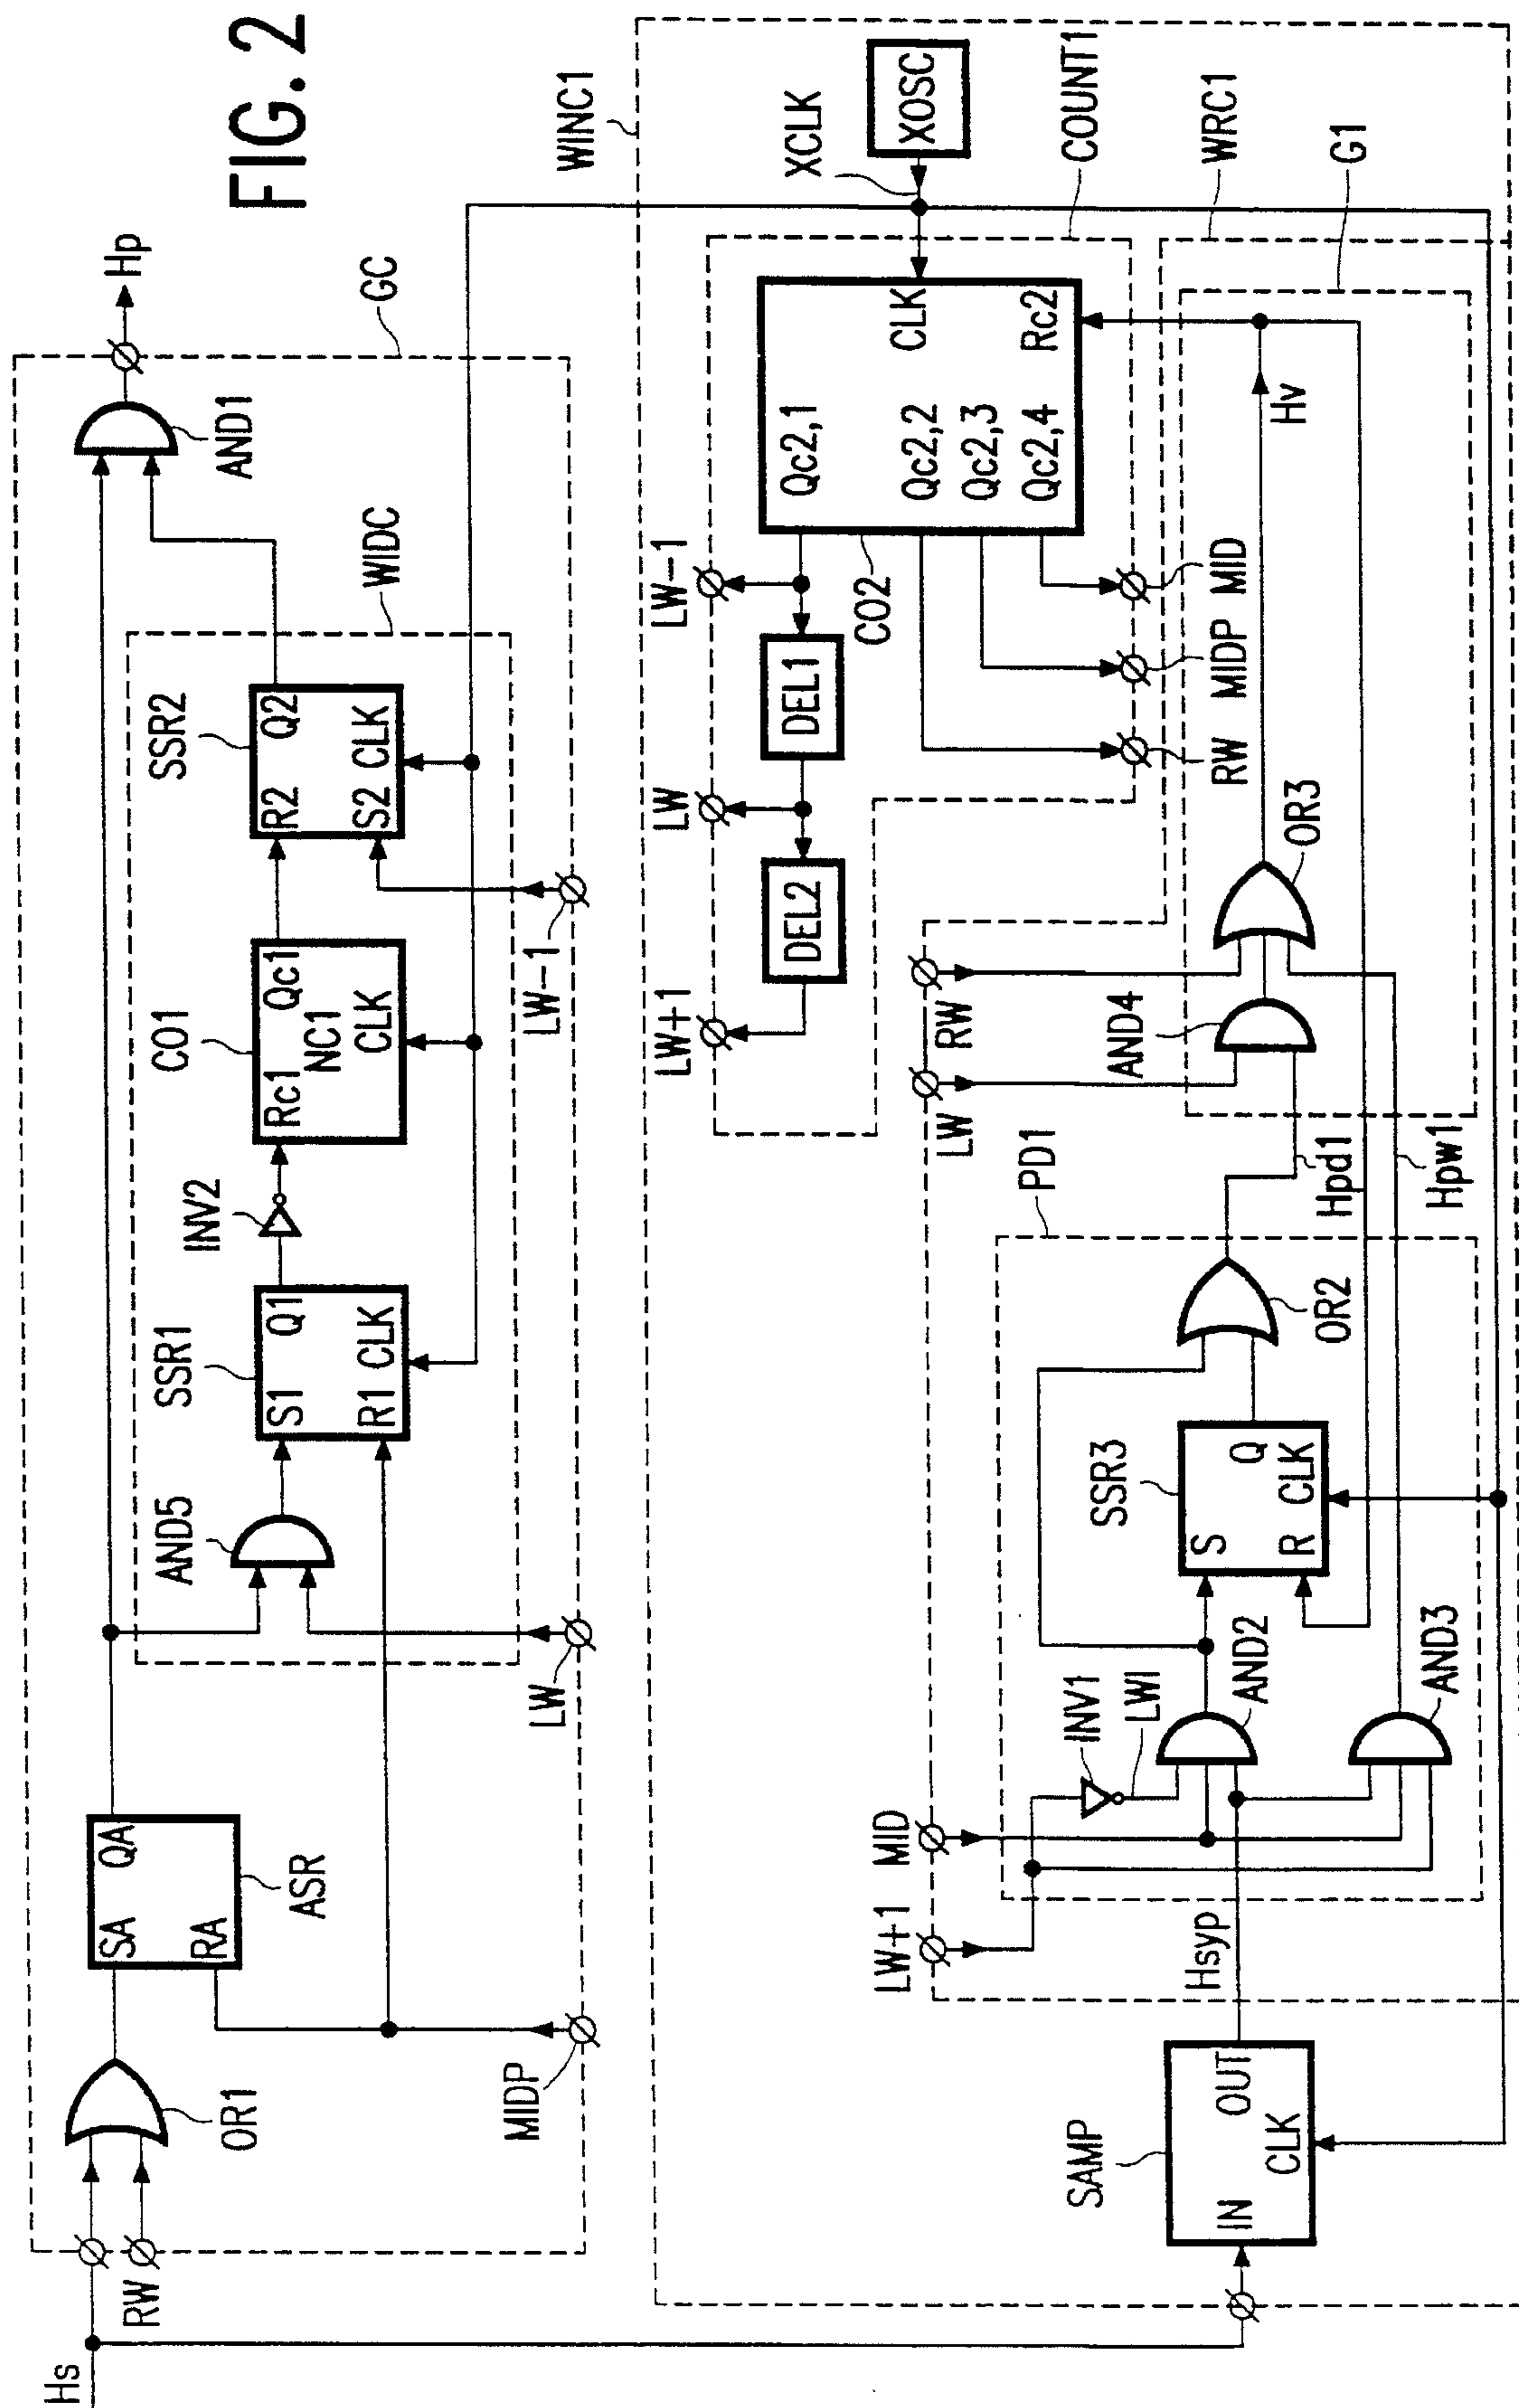 FIG. 2
Hs
RW
OR1
SA
QA
RA
ASR
MIDP
LW
AND5
S1
Q1
R1 CLK
SSR1
INV2
CO1
Rc1
Qc1
NC1
CLK
LW-1
SSR2
R2
Q2
S2 CLK
WIDC
AND1
GC
Hp
WINC1
XCLK
XOSC
COUNT1
WRC1
G1
LW+1
DEL2
LW
DEL1
LW-1
CO2
Qc2,1
CLK
Qc2,2
Qc2,3
Qc2,4
Rc2
RW
MIDP
MID
SAMP
IN
OUT
CLK
Hsyp
LW+1
MID
INV1
LWI
AND2
AND3
SSR3
S
Q
R
CLK
OR2
PD1
Hpd1
Hpw1
LW
RW
AND4
OR3
Hv